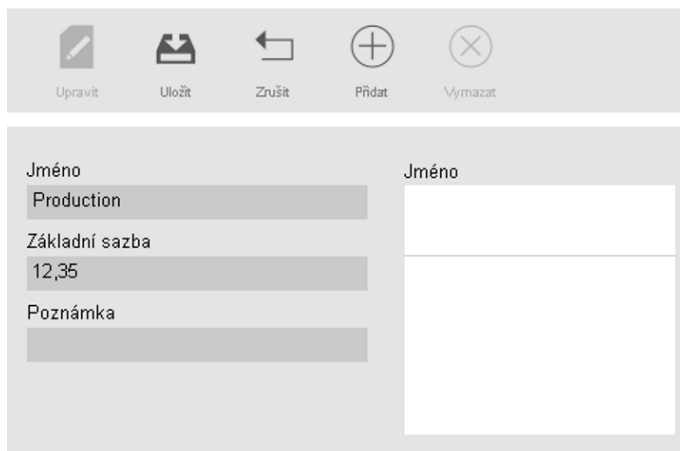 Upravit Uložit Zrušit Přidat Vymazat
Jméno
Production
Základní sazba
12,35
Poznámka
Jméno